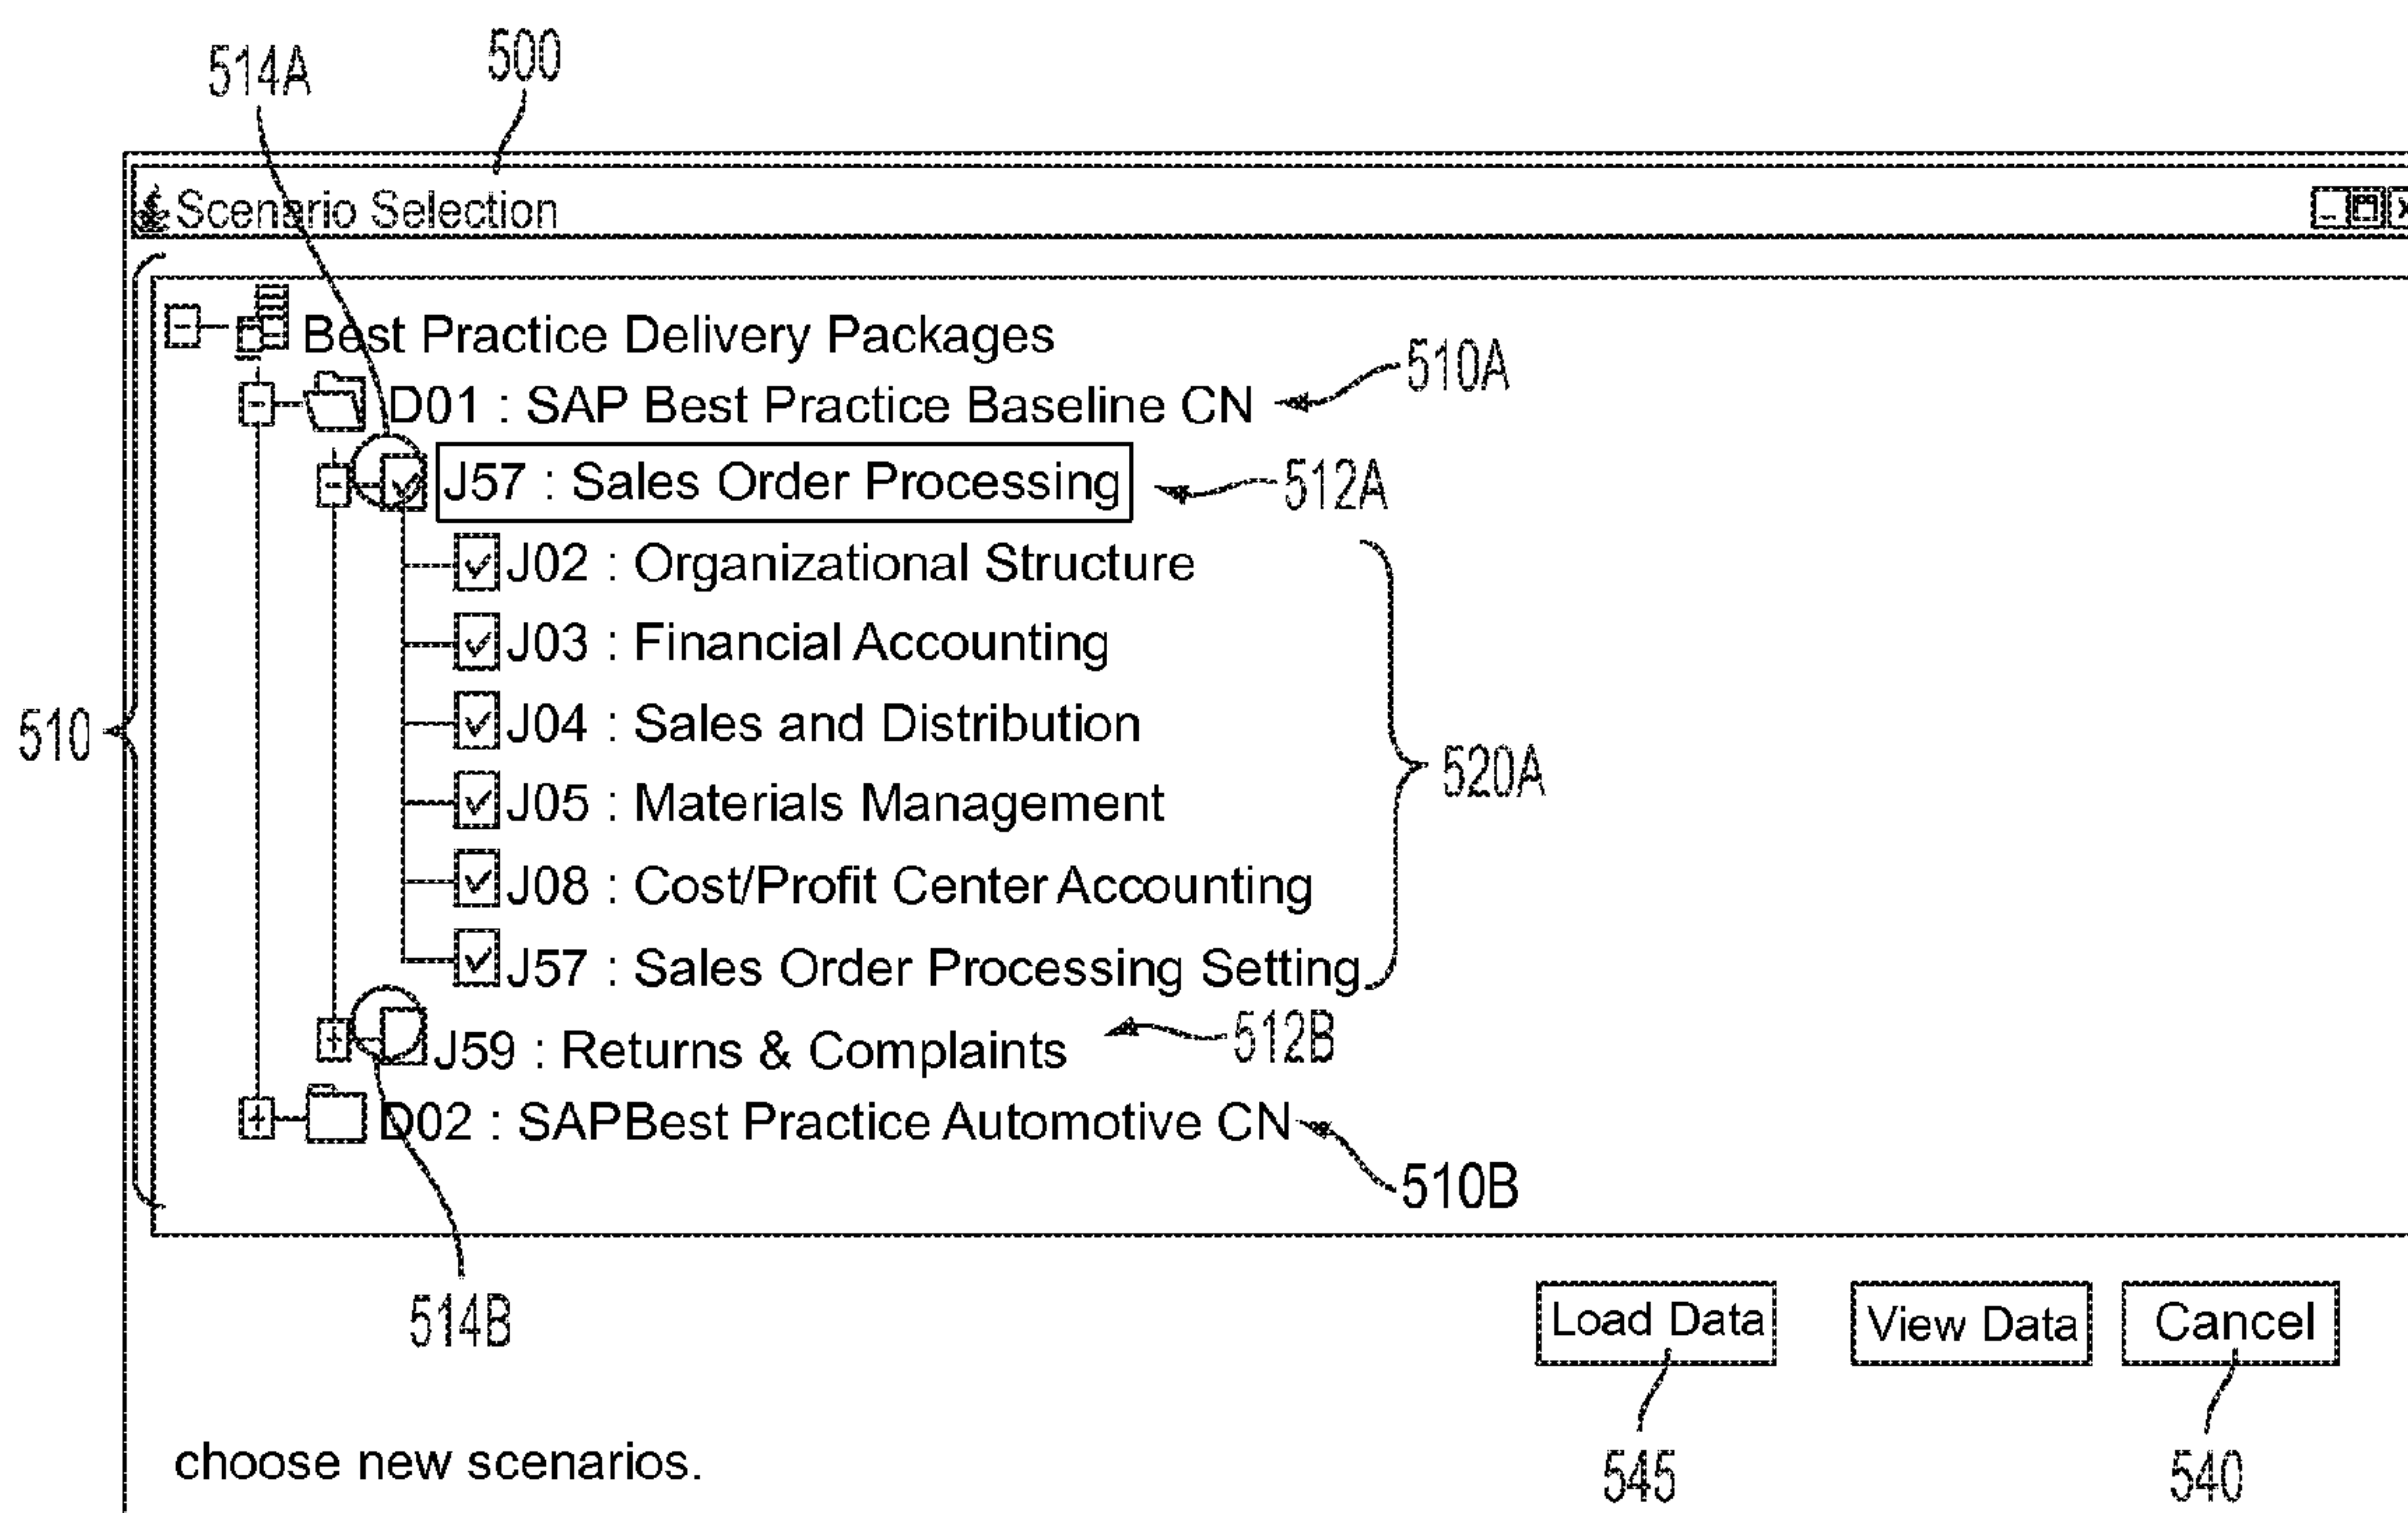 514A
500
Scenario Selection
Best Practice Delivery Packages
D01 : SAP Best Practice Baseline CN
510A
J57 : Sales Order Processing
512A
J02 : Organizational Structure
J03 : Financial Accounting
J04 : Sales and Distribution
510
520A
J05 : Materials Management
J08 : Cost/Profit Center Accounting
J57 : Sales Order Processing Setting
J59 : Returns & Complaints
512B
D02 : SAPBest Practice Automotive CN
510B
514B
Load Data View Data Cancel
choose new scenarios.
545
540